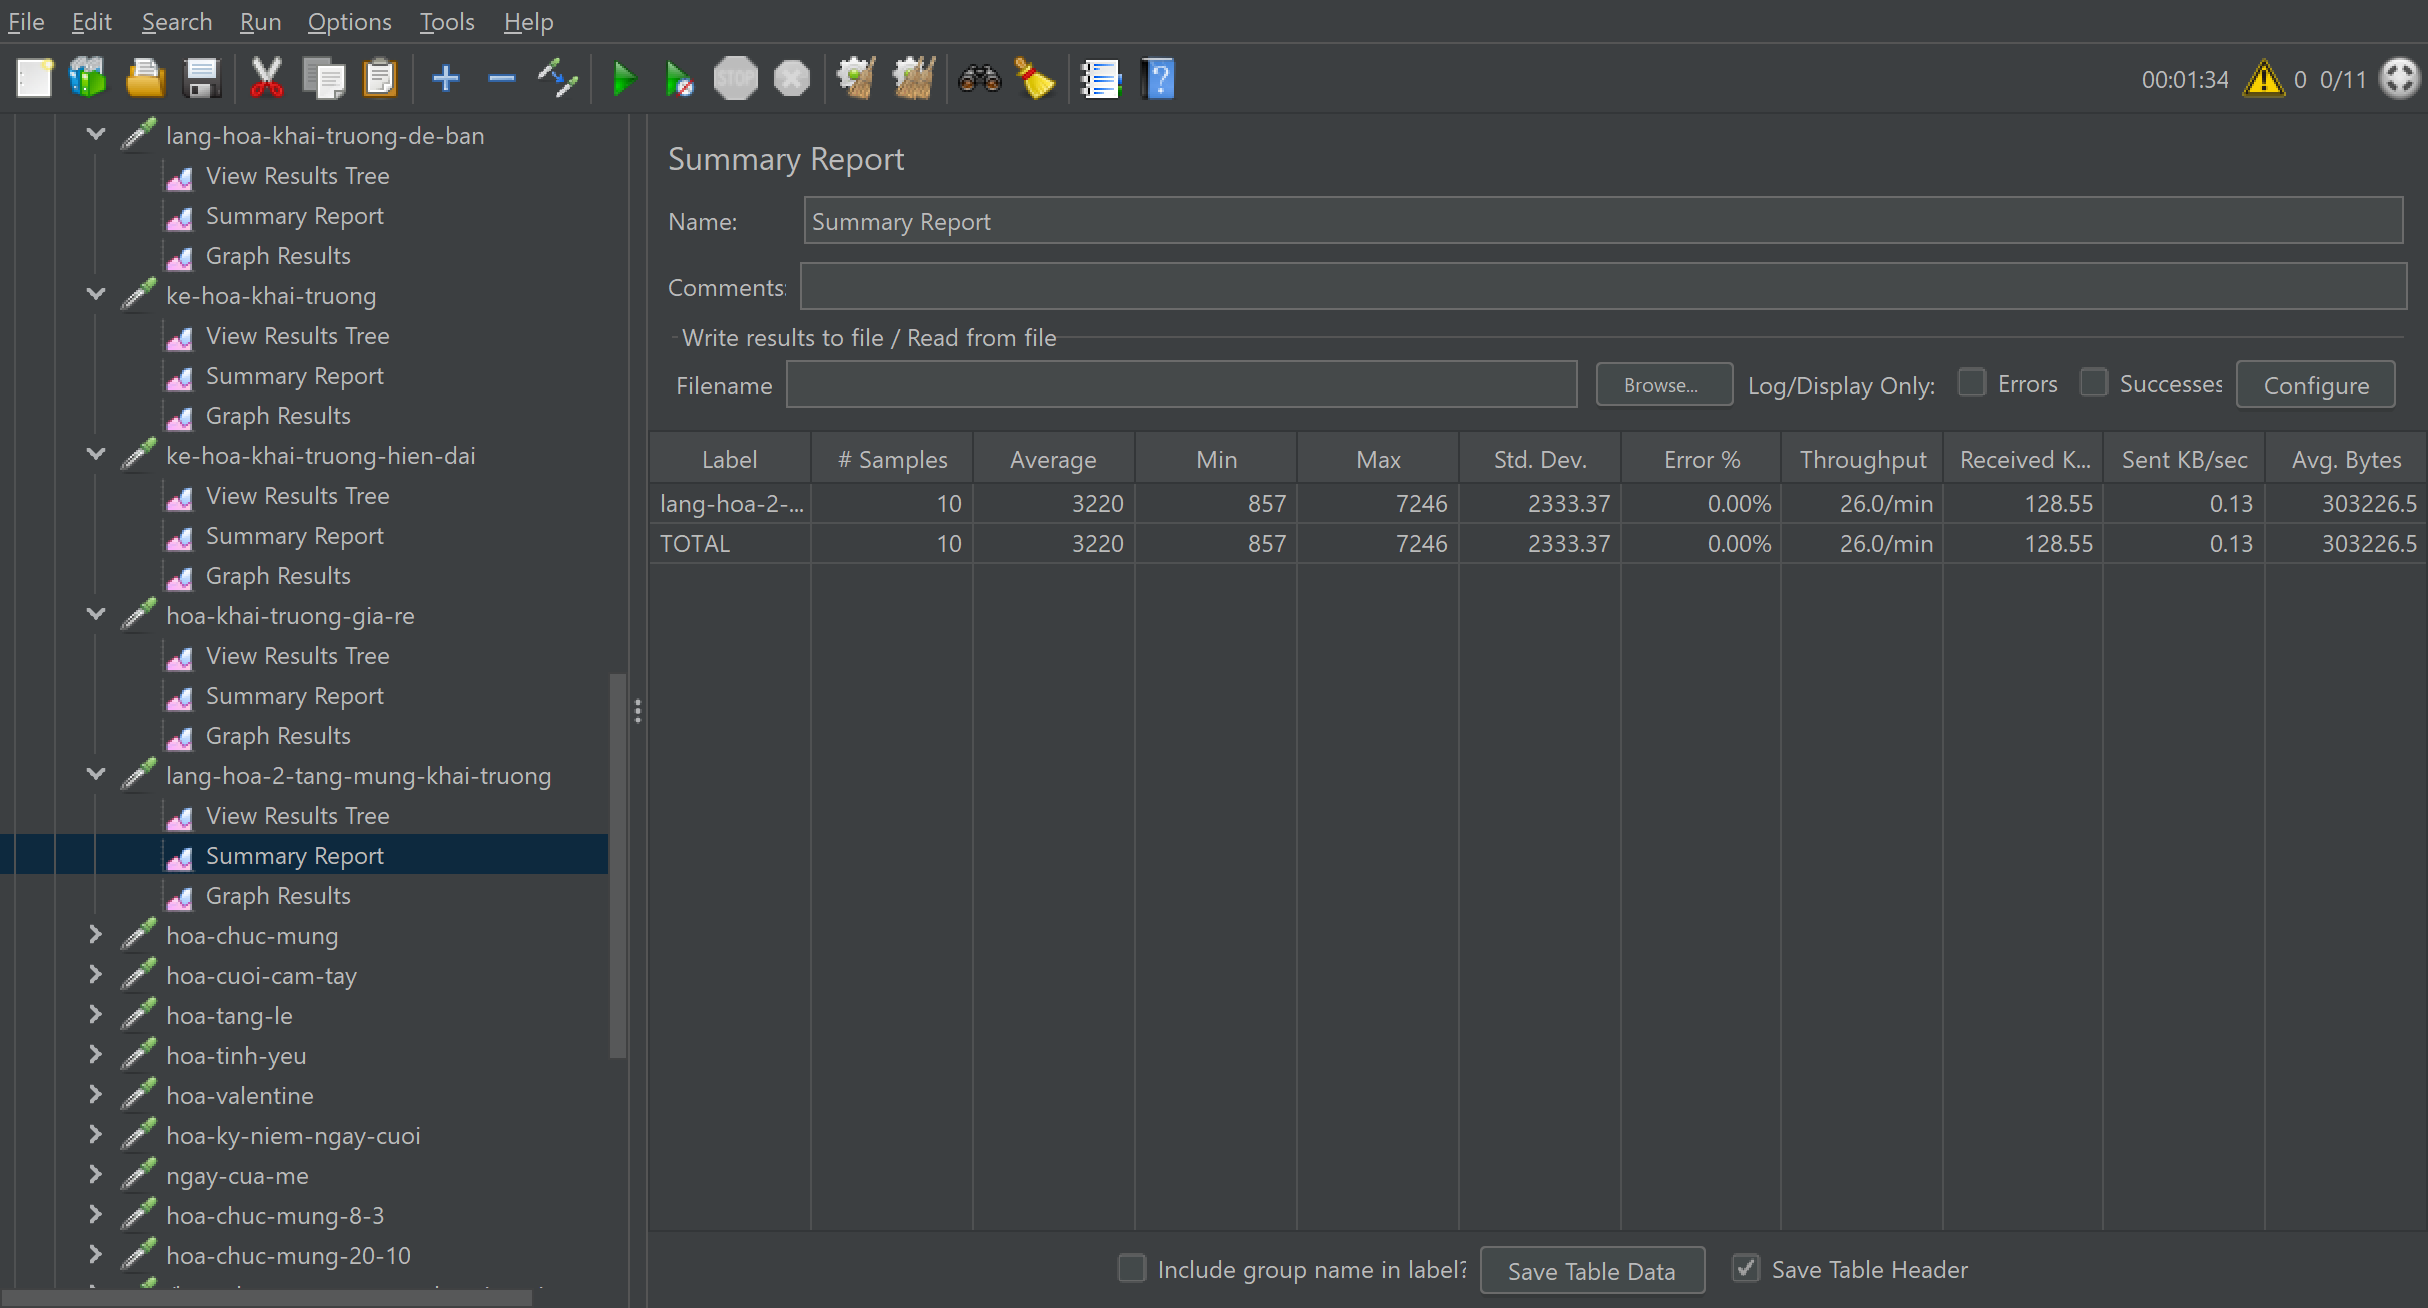 File Edit Search Run Options Tools Help
STOP
00:01:34 0 0/11
lang-hoa-khai-truong-de-ban
View Results Tree
Summary Report
Graph Results
ke-hoa-khai-truong
View Results Tree
Summary Report
Graph Results
ke-hoa-khai-truong-hien-dai
View Results Tree
Summary Report
Graph Results
hoa-khai-truong-gia-re
View Results Tree
Summary Report
Graph Results
lang-hoa-2-tang-mung-khai-truong
View Results Tree
Summary Report
Graph Results
hoa-chuc-mung
hoa-cuoi-cam-tay
hoa-tang-le
hoa-tinh-yeu
hoa-valentine
hoa-ky-niem-ngay-cuoi
ngay-cua-me
hoa-chuc-mung-8-3
hoa-chuc-mung-20-10
Summary Report
Name: Summary Report
Comments:
Write results to file / Read from file
Filename Browse... Log/Display Only: Errors Successes Configure
Label # Samples Average Min Max Std. Dev. Error % Throughput Received K... Sent KB/sec Avg. Bytes
lang-hoa-2-... 10 3220 857 7246 2333.37 0.00% 26.0/min 128.55 0.13 303226.5
TOTAL 10 3220 857 7246 2333.37 0.00% 26.0/min 128.55 0.13 303226.5
Include group name in label? Save Table Data Save Table Header